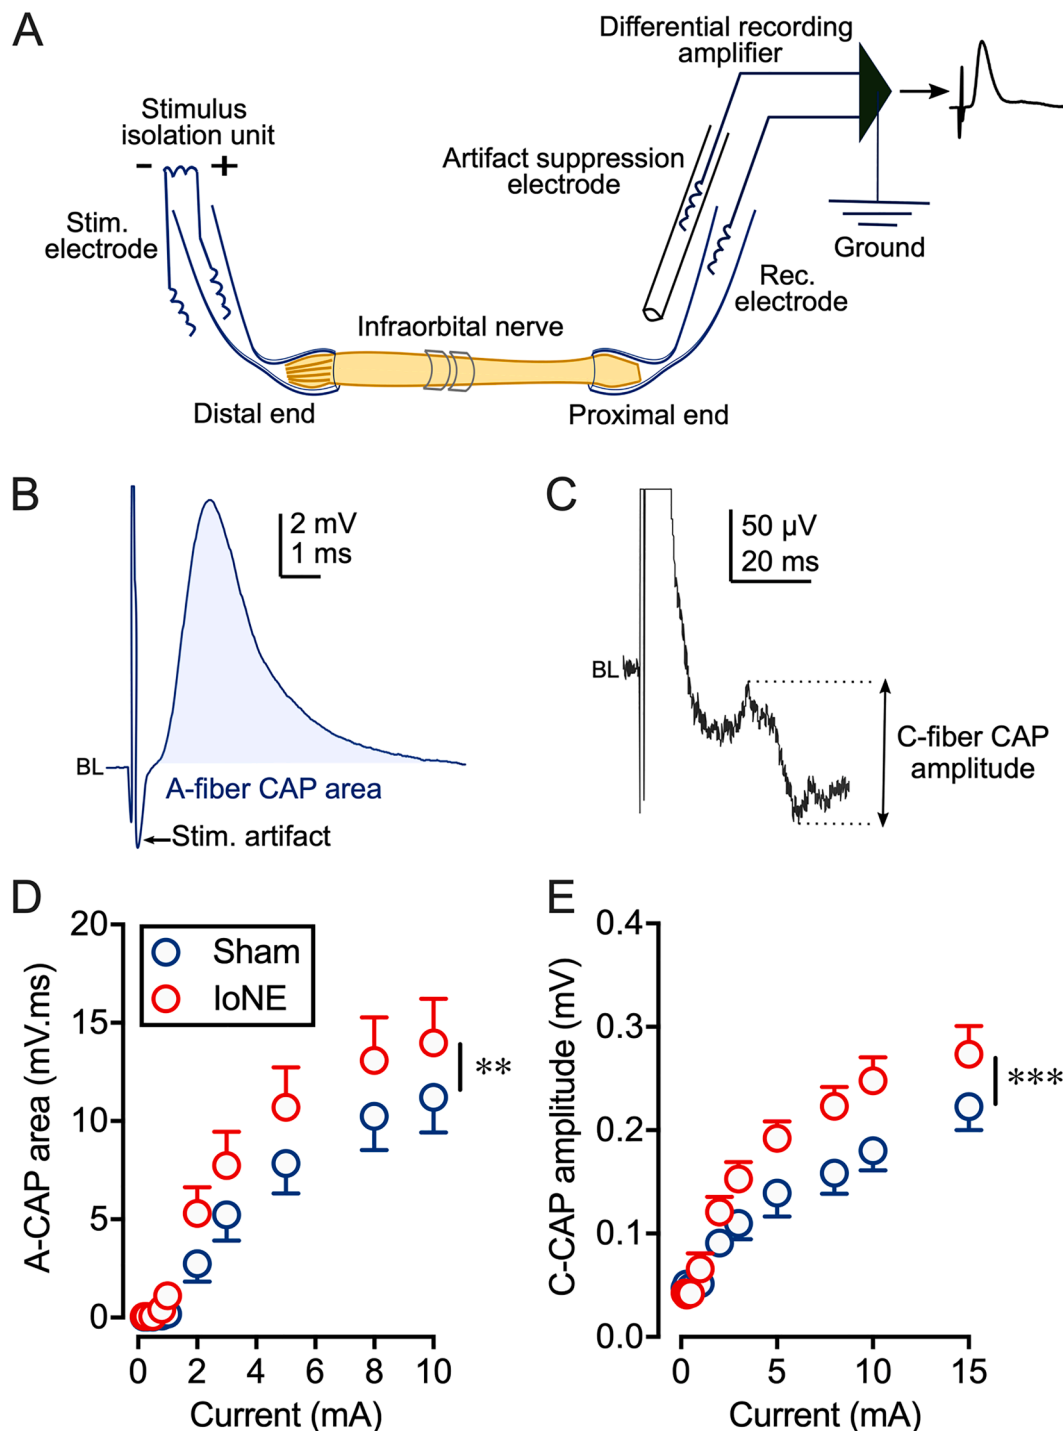 A
Differential recording
amplifier
Stimulus
isolation unit
- +
Artifact suppression
electrode
Stim.
electrode
Ground
Rec.
electrode
Infraorbital nerve
Distal end
Proximal end
B
2 mV
1 ms
BL
A-fiber CAP area
Stim. artifact
C
50 µV
20 ms
BL
C-fiber CAP
amplitude
D
A-CAP area (mV.ms)
20
15
10
5
0
Sham
IoNE
**
0 2 4 6 8 10
Current (mA)
E
C-CAP amplitude (mV)
0.4
0.3
0.2
0.1
0.0
***
0 5 10 15
Current (mA)